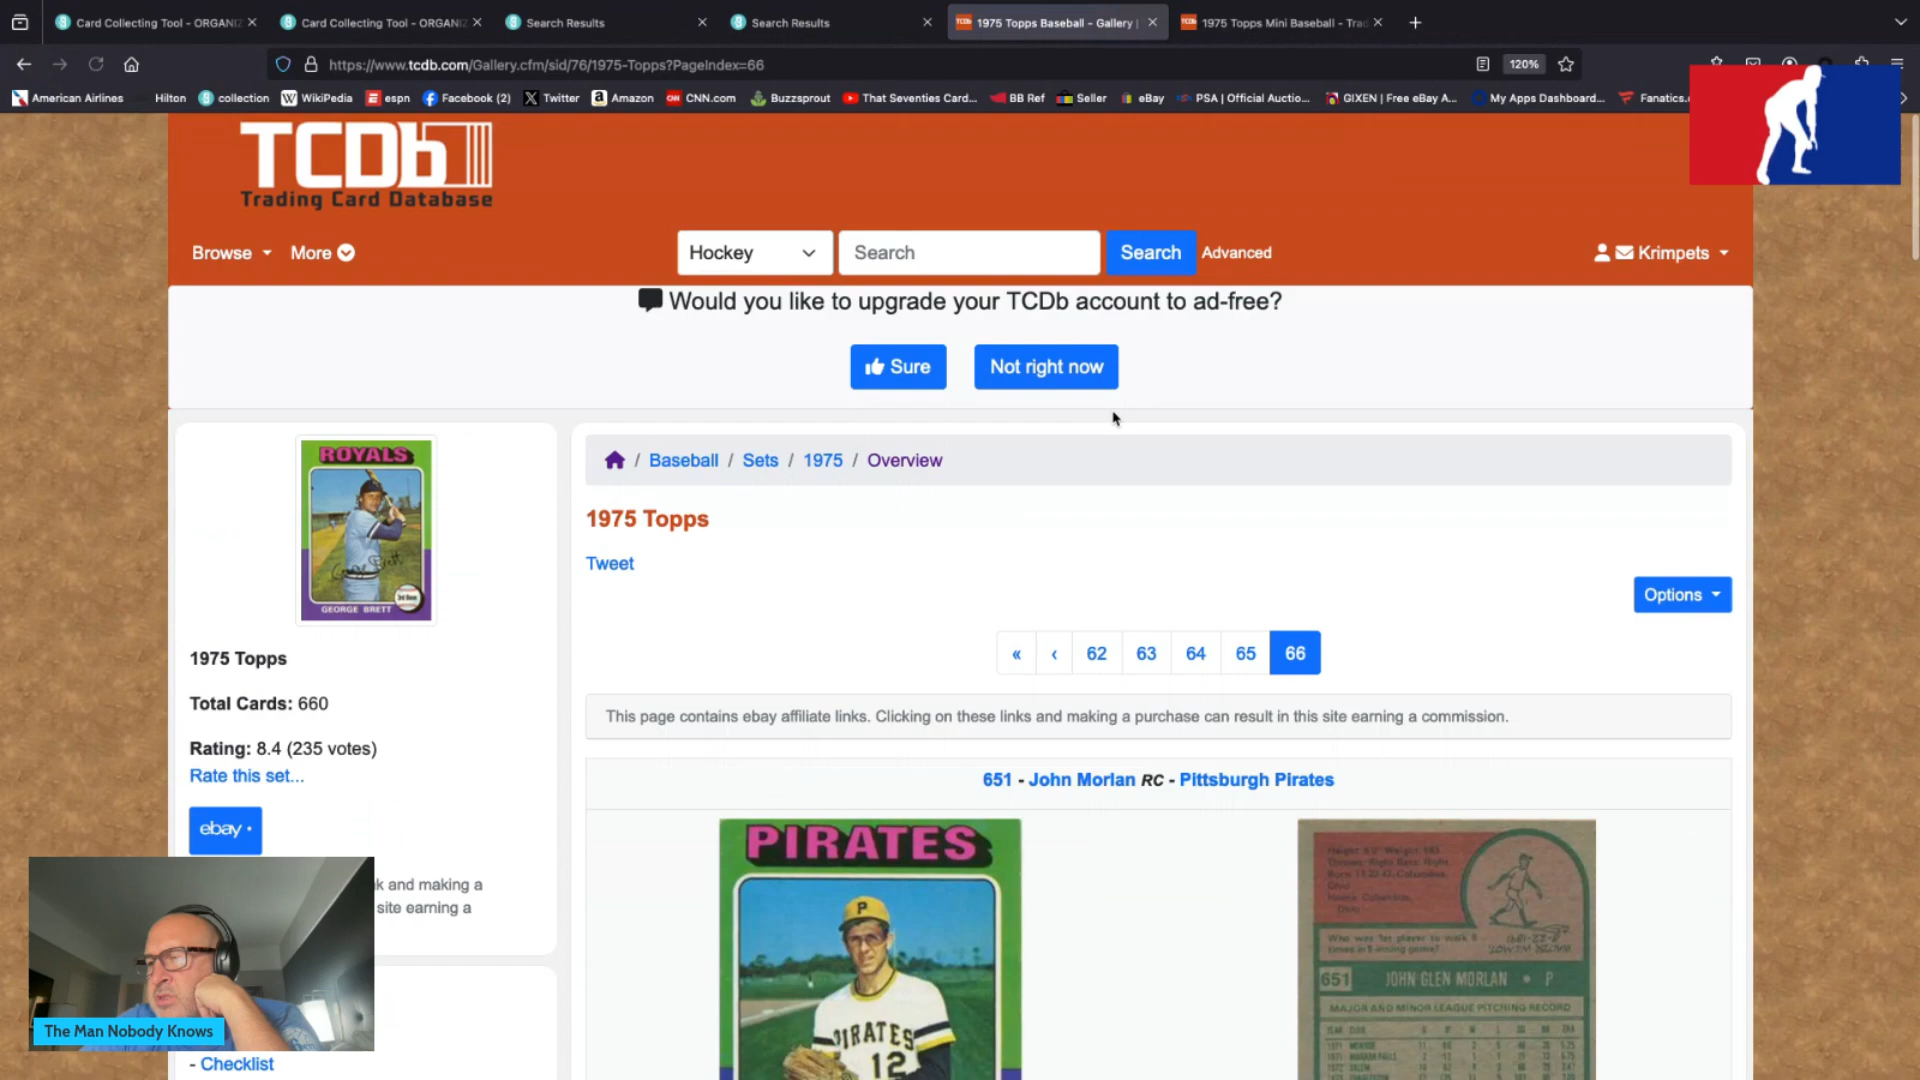 Card Collecting Tool - ORGANIZ
Card Collecting Tool - ORGANIZ
Search Results
Search Results
1975 Topps Baseball - Gallery |
1975 Topps Mini Baseball - Trad
https://www.tcdb.com/Gallery.cfm/sid/76/1975-Topps?PageIndex=66
120%
American Airlines
Hilton
collection
WikiPedia
espn
Facebook (2)
Twitter
Amazon
CNN.com
Buzzsprout
That Seventies Card...
BB Ref
Seller
eBay
PSA | Official Auctio...
GIXEN | Free eBay A...
My Apps Dashboard...
Fanatics.
TCDb
Trading Card Database
Browse
More
Hockey
Search
Search
Advanced
Krimpets
Would you like to upgrade your TCDb account to ad-free?
Sure
Not right now
ROYALS
GEORGE BRETT
/ Baseball / Sets / 1975 / Overview
1975 Topps
Tweet
Options
« ‹ 62 63 64 65 66
1975 Topps
Total Cards: 660
Rating: 8.4 (235 votes)
Rate this set...
ebay
This page contains ebay affiliate links. Clicking on these links and making a purchase can result in this site earning a commission.
k and making a
site earning a
651 - John Morlan RC - Pittsburgh Pirates
PIRATES
P
PIRATES
12
651 JOHN GLEN MORLAN • P
MAJOR AND MINOR LEAGUE PITCHING RECORD
The Man Nobody Knows
- Checklist